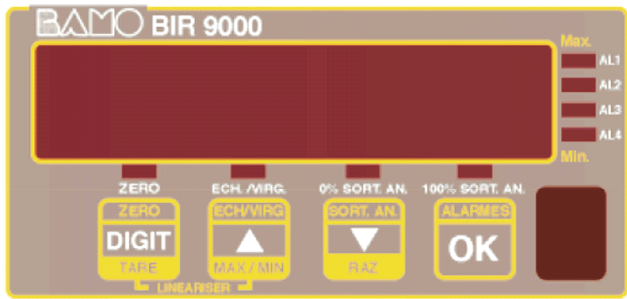 BAMO BIR 9000
Max.
AL1
AL2
AL3
AL4
Min.
ZERO ECH. /VIRG. 0% SORT. AN. 100% SORT. AN.
ZERO ECH/VIRG SORT. AN. ALARMES
DIGIT OK
TARE MAX/MIN RAZ
LINEARISER